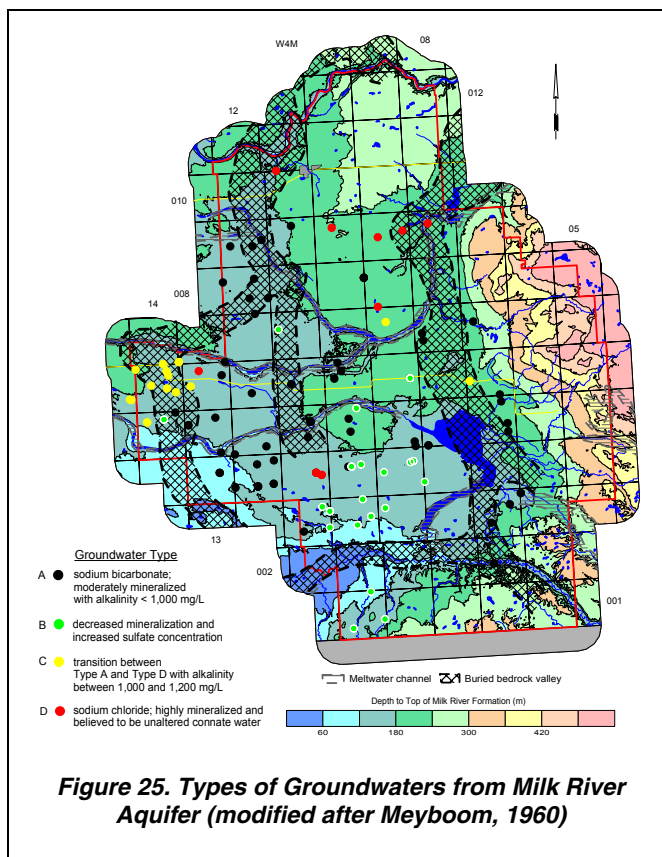 W4M
08
12
012
010
05
008
14
13
002
001
Groundwater Type
A sodium bicarbonate;
moderately mineralized
with alkalinity < 1,000 mg/L
B decreased mineralization and
increased sulfate concentration
C transition between
Type A and Type D with alkalinity
between 1,000 and 1,200 mg/L
D sodium chloride; highly mineralized and
believed to be unaltered connate water
Meltwater channel Buried bedrock valley
Depth to Top of Milk River Formation (m)
60 180 300 420
Figure 25. Types of Groundwaters from Milk River
Aquifer (modified after Meyboom, 1960)